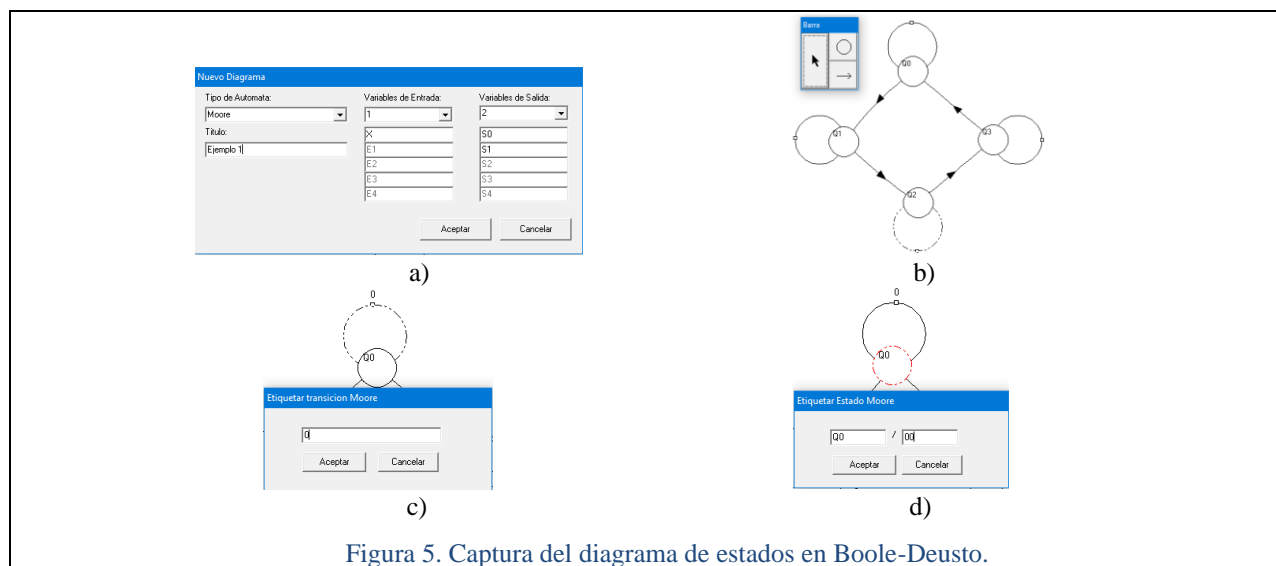 Nuevo Diagrama
Tipo de Automata:
Variables de Entrada:
Variables de Salida:
Moore
1
2
Titulo:
X
S0
Ejemplo 1
E1
S1
E2
S2
E3
S3
E4
S4
Aceptar
Cancelar
a)
Barra
Q0
Q1
Q3
Q2
b)
0
Q0
Etiquetar transicion Moore
0
Aceptar
Cancelar
c)
0
Q0
Etiquetar Estado Moore
Q0 / 00
Aceptar
Cancelar
d)
Figura 5. Captura del diagrama de estados en Boole-Deusto.